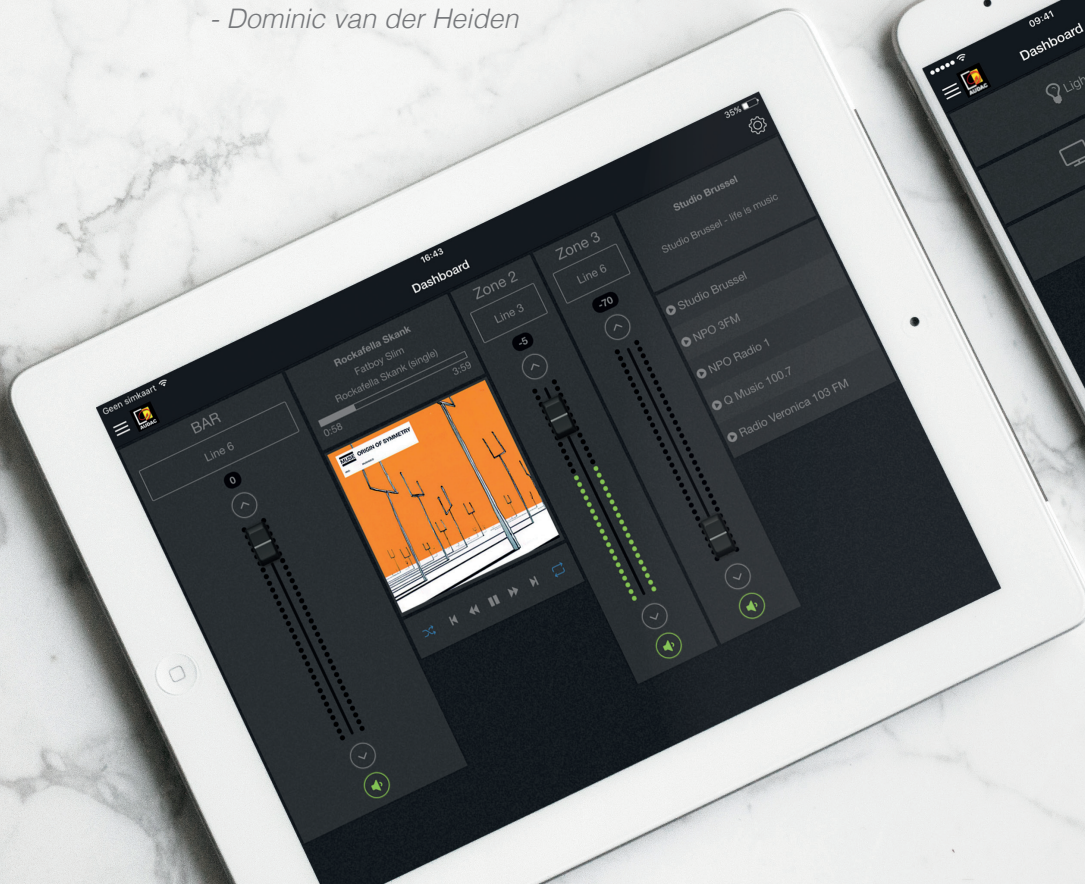 - Dominic van der Heiden
Geen simkaart
16:43
35%
AUDAC
Dashboard
BAR
Line 6
0
Rockafella Skank
Fatboy Slim
Rockafella Skank (single)
0:58
3:59
MUSE ORIGIN OF SYMMETRY
Zone 2
Line 3
-5
Zone 3
Line 6
-70
Studio Brussel
Studio Brussel - life is music
Studio Brussel
NPO 3FM
NPO Radio 1
Q Music 100.7
Radio Veronica 103 FM
09:41
AUDAC
Dashboard